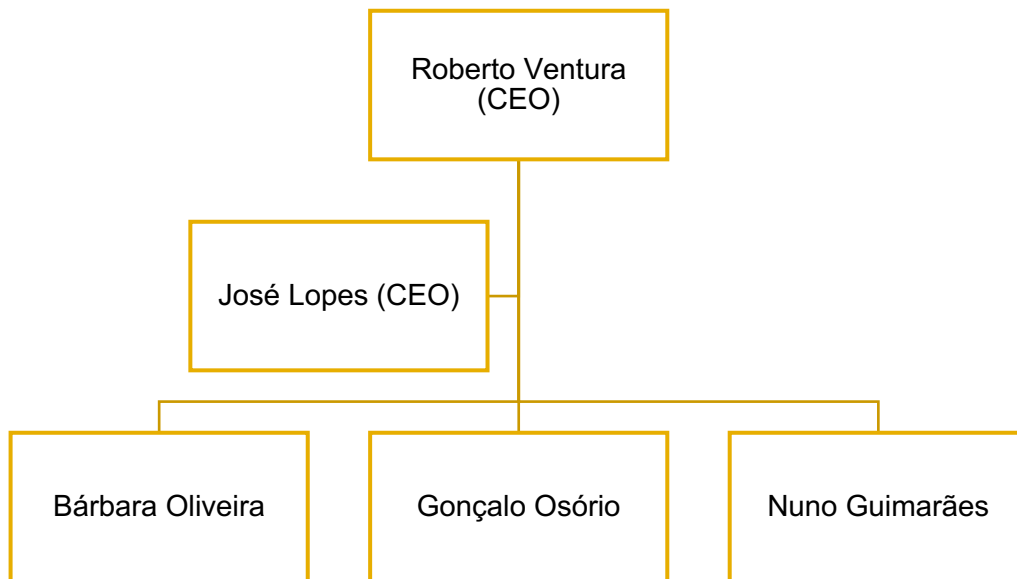 Roberto Ventura
(CEO)
José Lopes (CEO)
Bárbara Oliveira
Gonçalo Osório
Nuno Guimarães